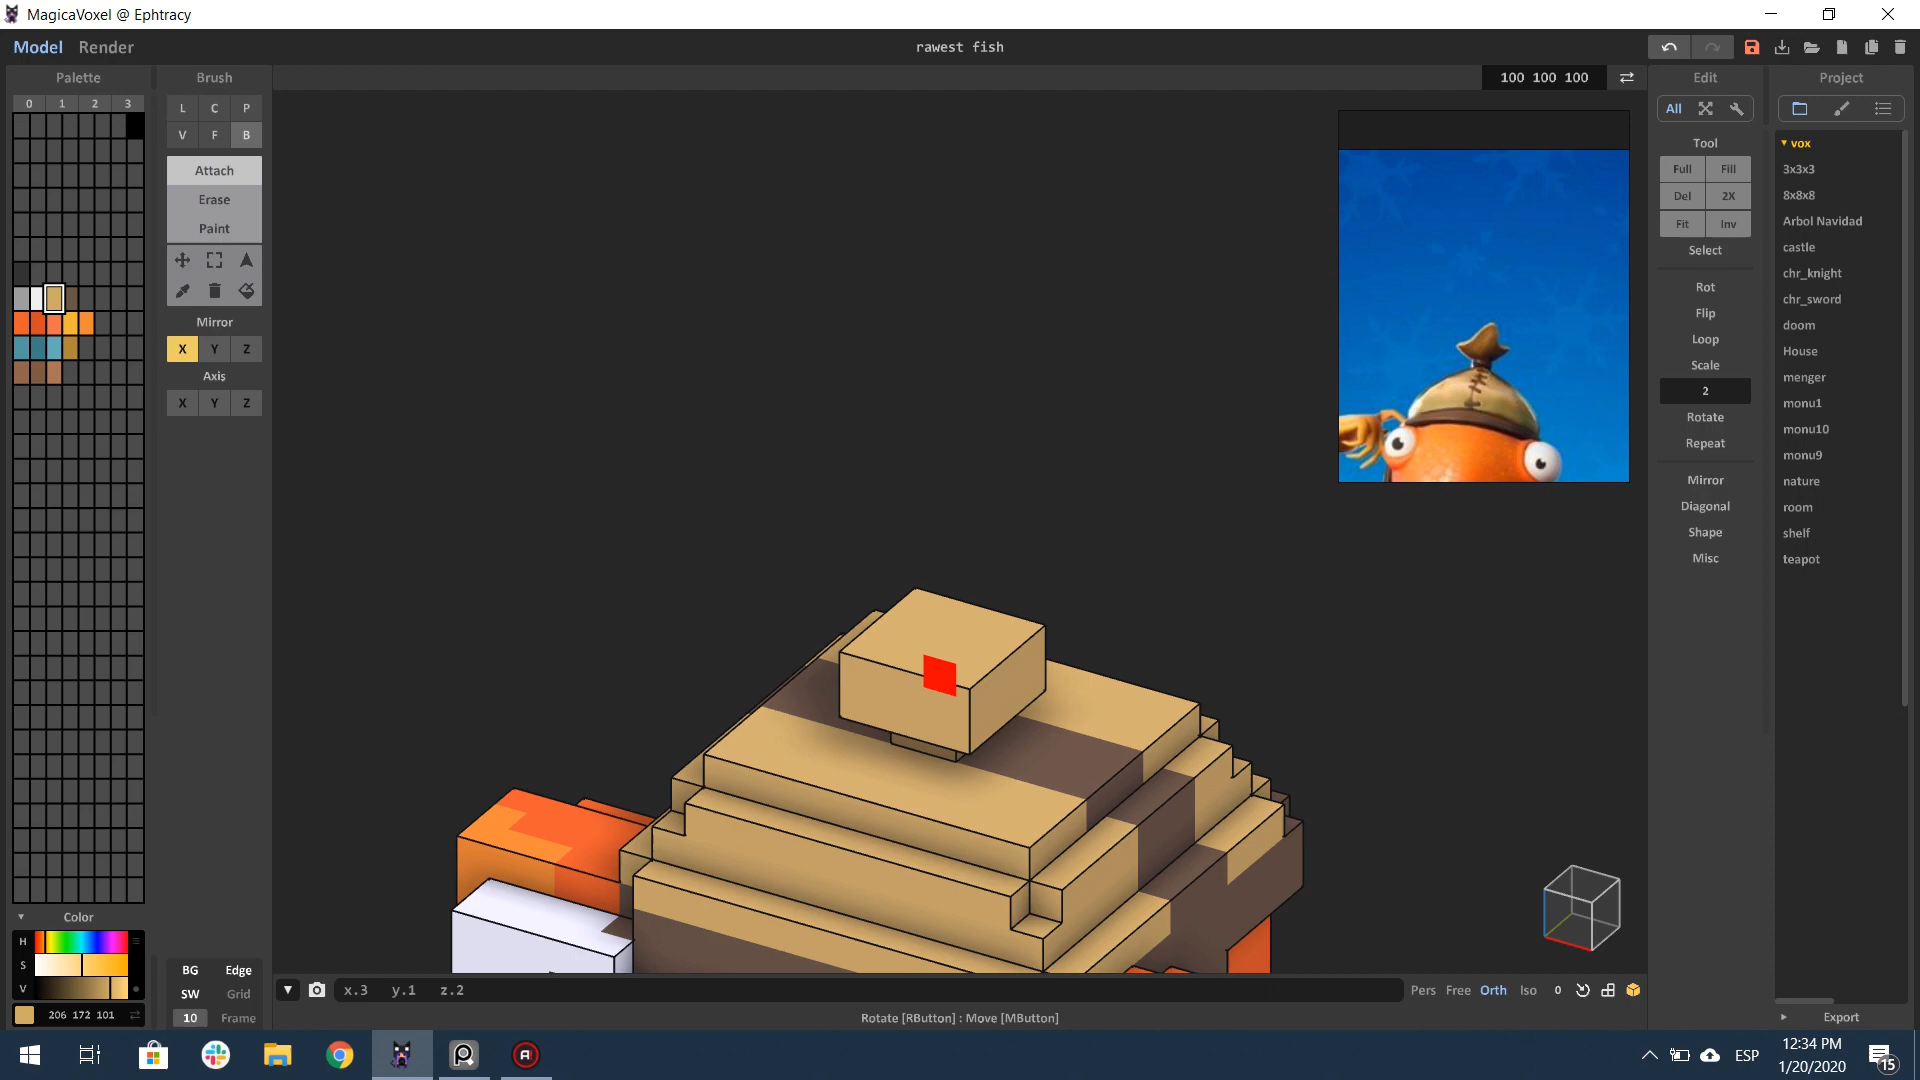 MagicaVoxel @ Ephtracy
Model Render
rawest fish
Palette
Brush
100 100 100
Edit
Project
0 1 2 3
L C P
V F B
All
Attach
Erase
Paint
Tool
Full Fill
Del 2X
Fit Inv
Select
Rot
Flip
Loop
Scale
2
Rotate
Repeat
Mirror
Diagonal
Shape
Misc
vox
3x3x3
8x8x8
Arbol Navidad
castle
chr_knight
chr_sword
doom
House
menger
monu1
monu10
monu9
nature
room
shelf
teapot
Mirror
X Y Z
Axis
X Y Z
Color
H
S
V
206 172 101
BG Edge
SW Grid
10 Frame
x.3 y.1 z.2
Pers Free Orth Iso 0
Rotate [RButton] : Move [MButton]
Export
ESP
12:34 PM
1/20/2020
15